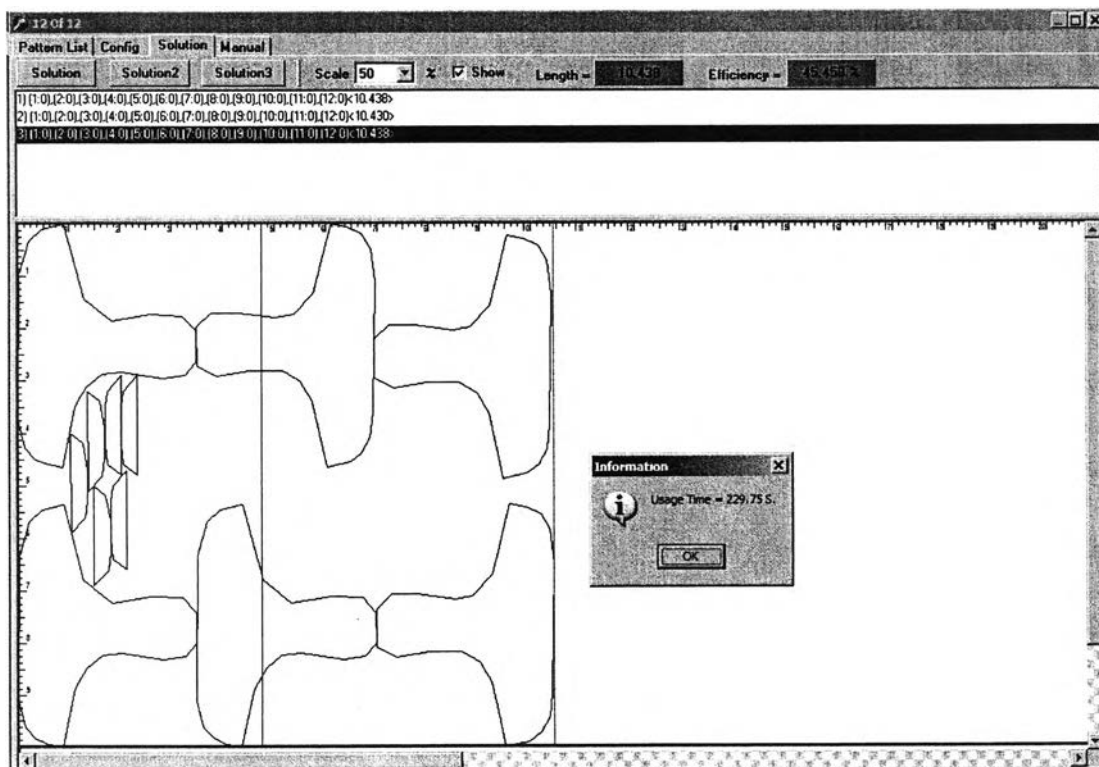 12 Of 12
Pattern List Config Solution Manual
Solution Solution2 Solution3 Scale 50 % Show Length = 10.438 Efficiency = 45.450 %
1) (1:0),(2:0),(3:0),(4:0),(5:0),(6:0),(7:0),(8:0),(9:0),(10:0),(11:0),(12:0)<10.438>
2) (1:0),(2:0),(3:0),(4:0),(5:0),(6:0),(7:0),(8:0),(9:0),(10:0),(11:0),(12:0)<10.430>
3) (1:0),(2:0),(3:0),(4:0),(5:0),(6:0),(7:0),(8:0),(9:0),(10:0),(11:0),(12:0)<10.438>
Information
Usage Time = 229.75 S.
OK